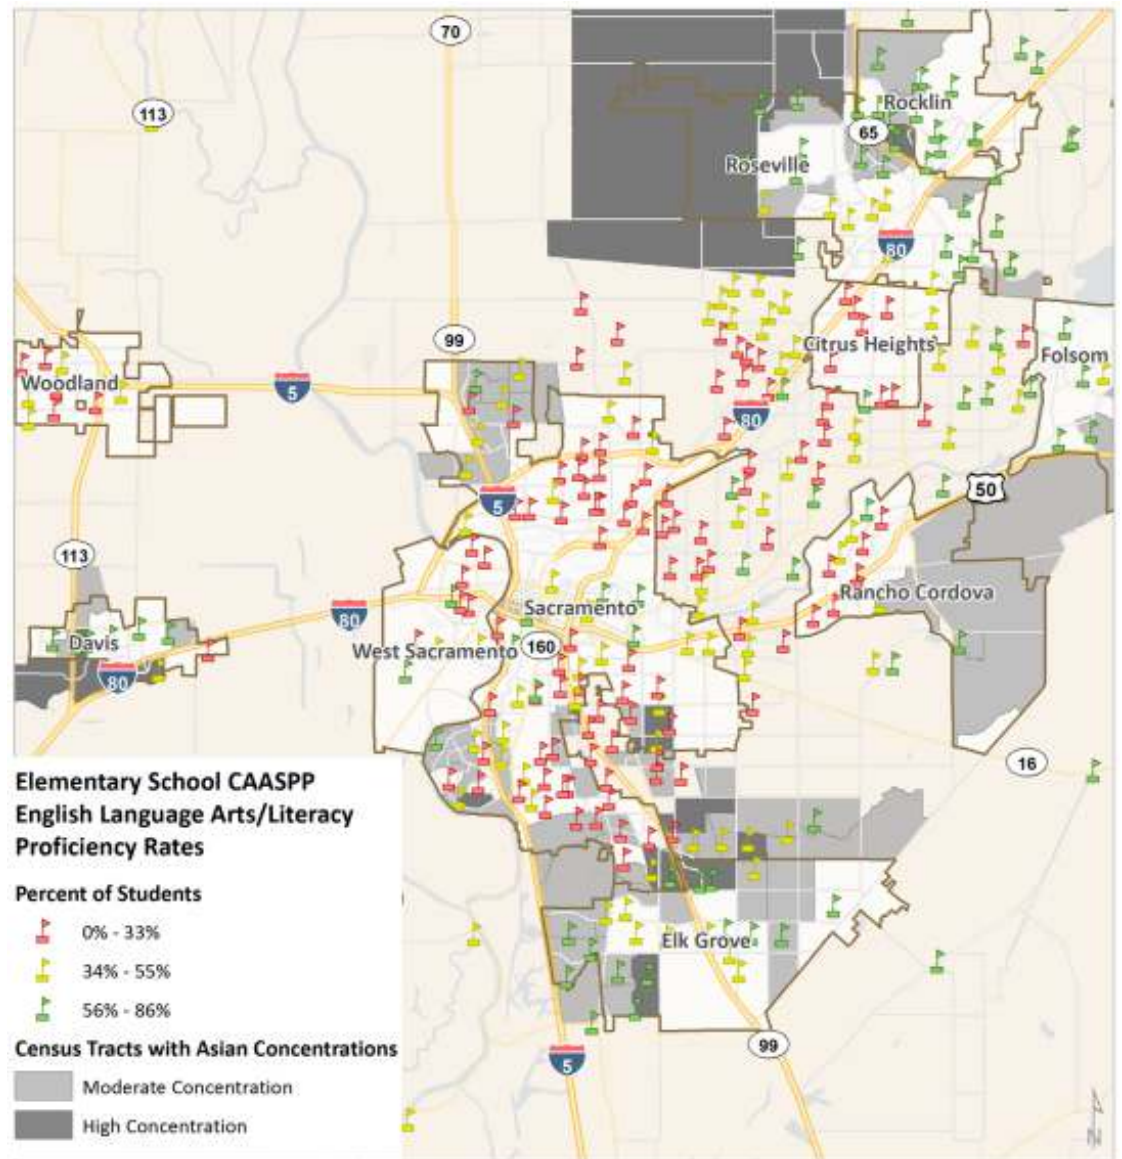 70
113
Rocklin
65
Roseville
80
99
Citrus Heights
Folsom
Woodland
5
80
50
5
113
Rancho Cordova
Sacramento
80
Davis
West Sacramento
160
80
16
Elementary School CAASPP
English Language Arts/Literacy
Proficiency Rates
Percent of Students
0% - 33%
34% - 55%
56% - 86%
Elk Grove
Census Tracts with Asian Concentrations
Moderate Concentration
High Concentration
99
5